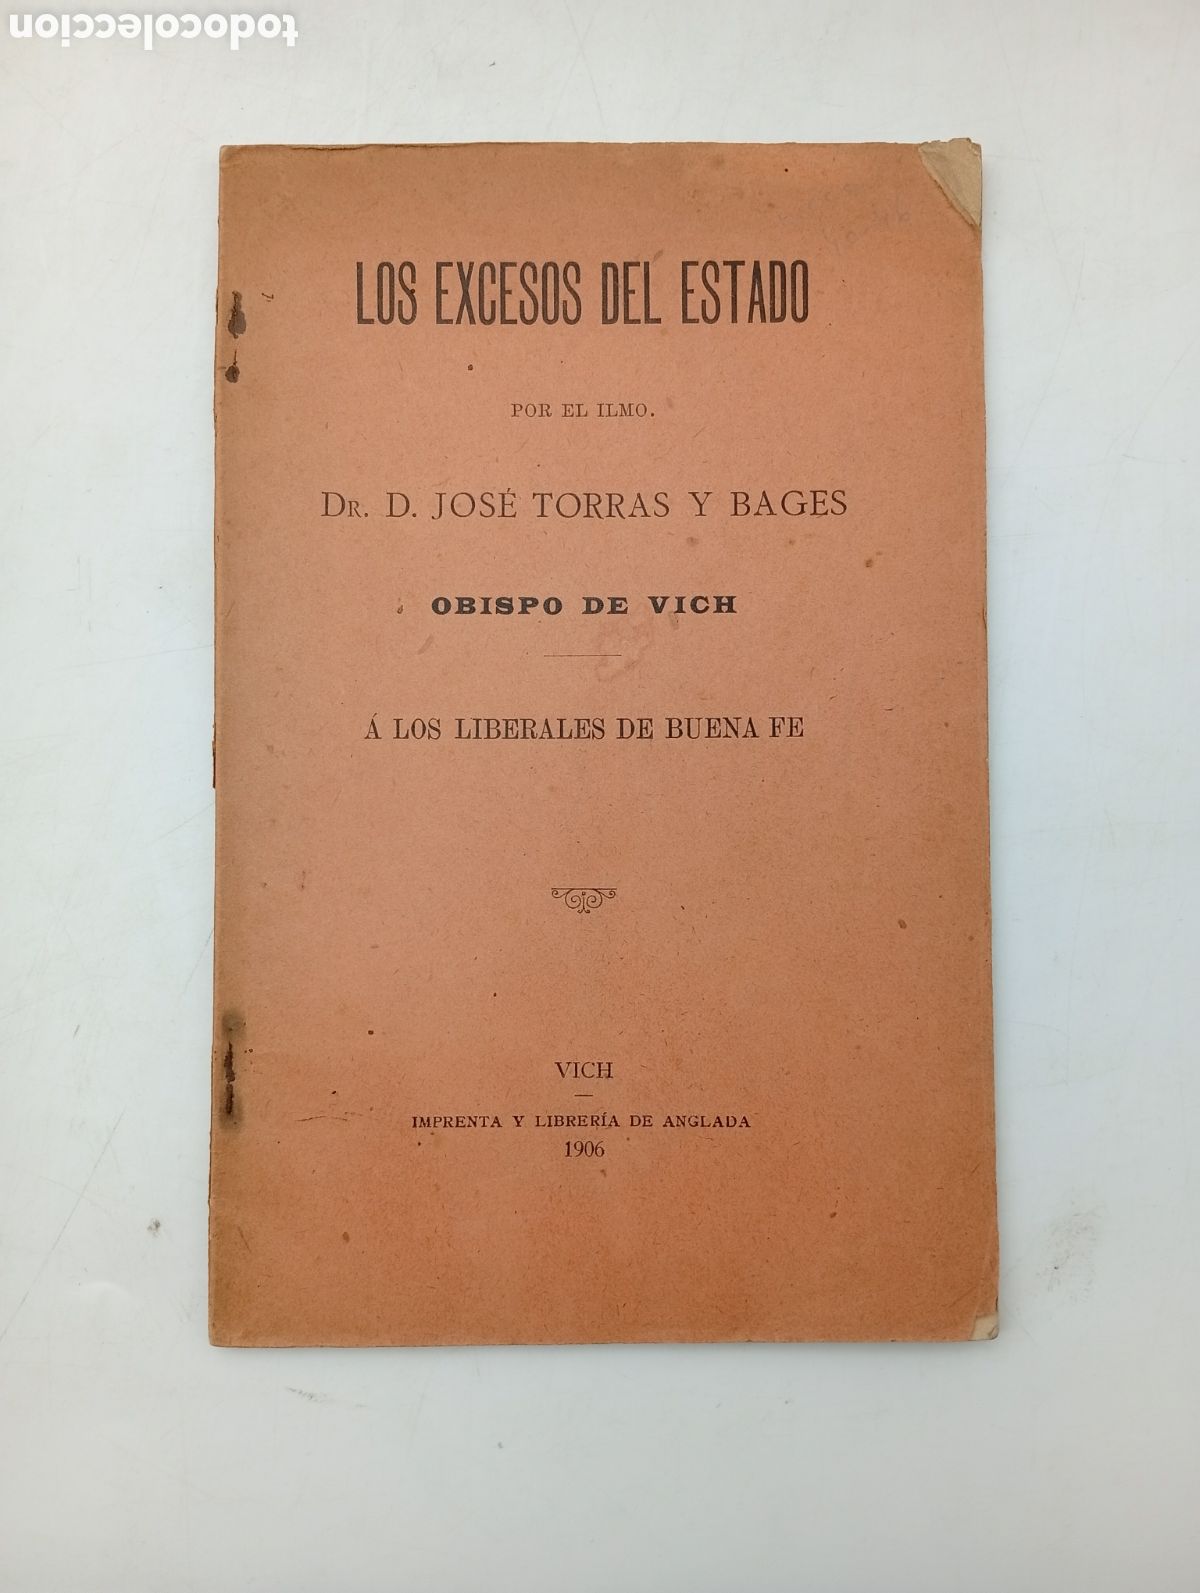 todocoleccion
LOS EXCESOS DEL ESTADO
POR EL ILMO.
DR. D. JOSÉ TORRAS Y BAGES
OBISPO DE VICH
Á LOS LIBERALES DE BUENA FE
VICH
IMPRENTA Y LIBRERÍA DE ANGLADA
1906